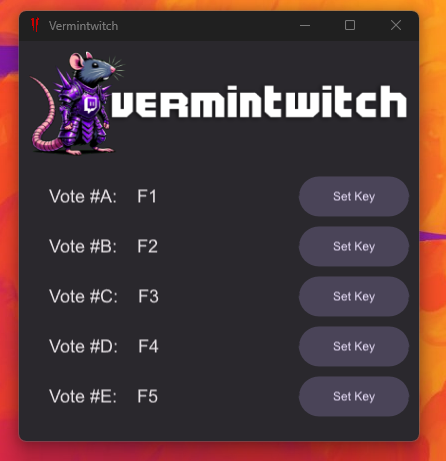 Vermintwitch
vermintwitch
Vote #A: F1 Set Key
Vote #B: F2 Set Key
Vote #C: F3 Set Key
Vote #D: F4 Set Key
Vote #E: F5 Set Key